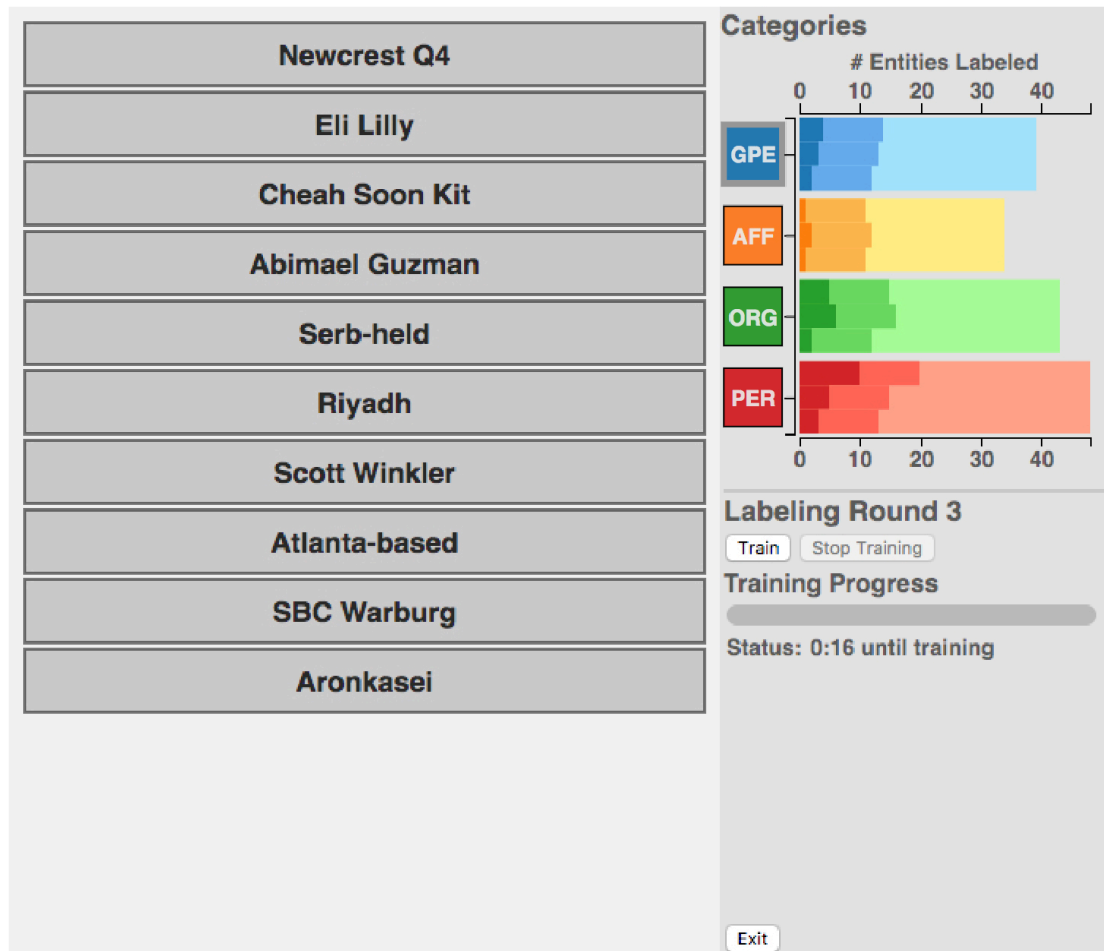 Newcrest Q4
Eli Lilly
Cheah Soon Kit
Abimael Guzman
Serb-held
Riyadh
Scott Winkler
Atlanta-based
SBC Warburg
Aronkasei
Categories
# Entities Labeled
0 10 20 30 40
GPE
AFF
ORG
PER
0 10 20 30 40
Labeling Round 3
Train Stop Training
Training Progress
Status: 0:16 until training
Exit